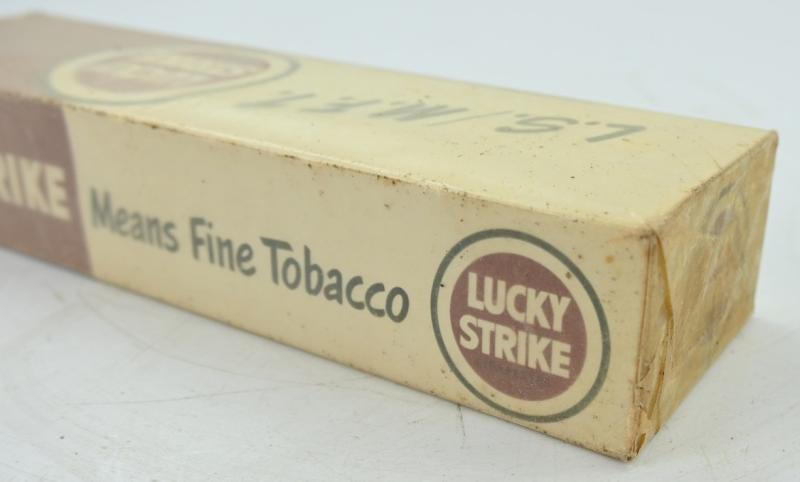 L.S./M.F.T.
RIKE
Means Fine Tobacco
LUCKY
STRIKE